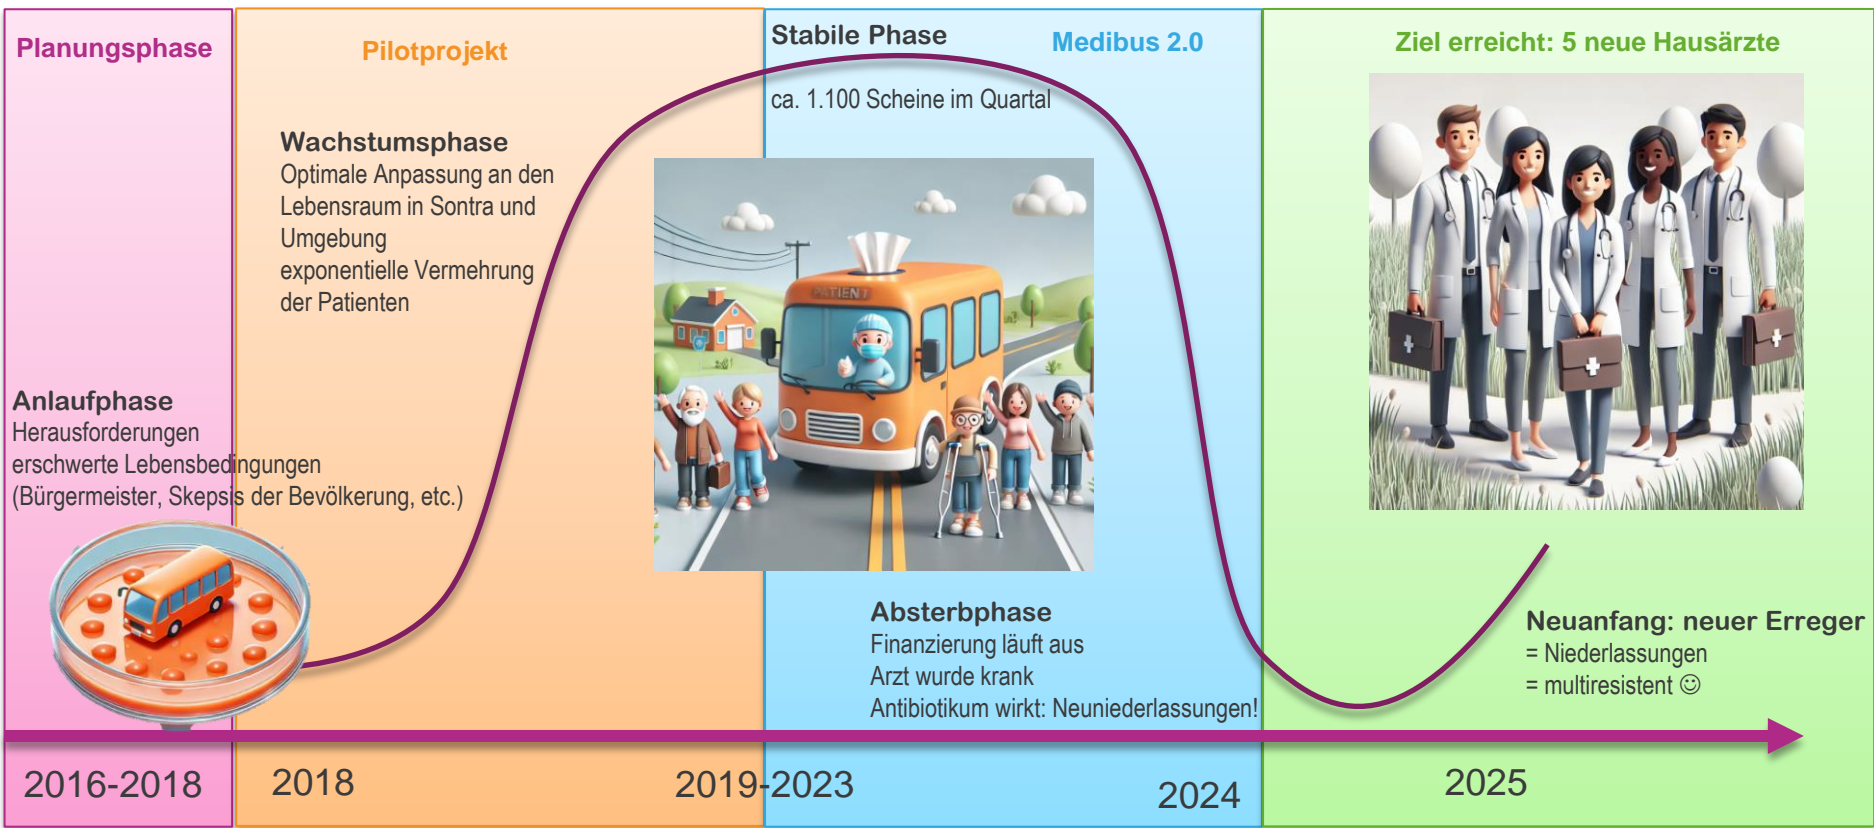 Planungsphase
Anlaufphase
Herausforderungen
erschwerte Lebensbedingungen
(Bürgermeister, Skepsis der Bevölkerung, etc.)
Pilotprojekt
Wachstumsphase
Optimale Anpassung an den
Lebensraum in Sontra und
Umgebung
exponentielle Vermehrung
der Patienten
Stabile Phase
Medibus 2.0
ca. 1.100 Scheine im Quartal
PATIENT
Absterbphase
Finanzierung läuft aus
Arzt wurde krank
Antibiotikum wirkt: Neuniederlassungen!
Ziel erreicht: 5 neue Hausärzte
Neuanfang: neuer Erreger
= Niederlassungen
= multiresistent ☺
2016-2018
2018
2019-2023
2024
2025